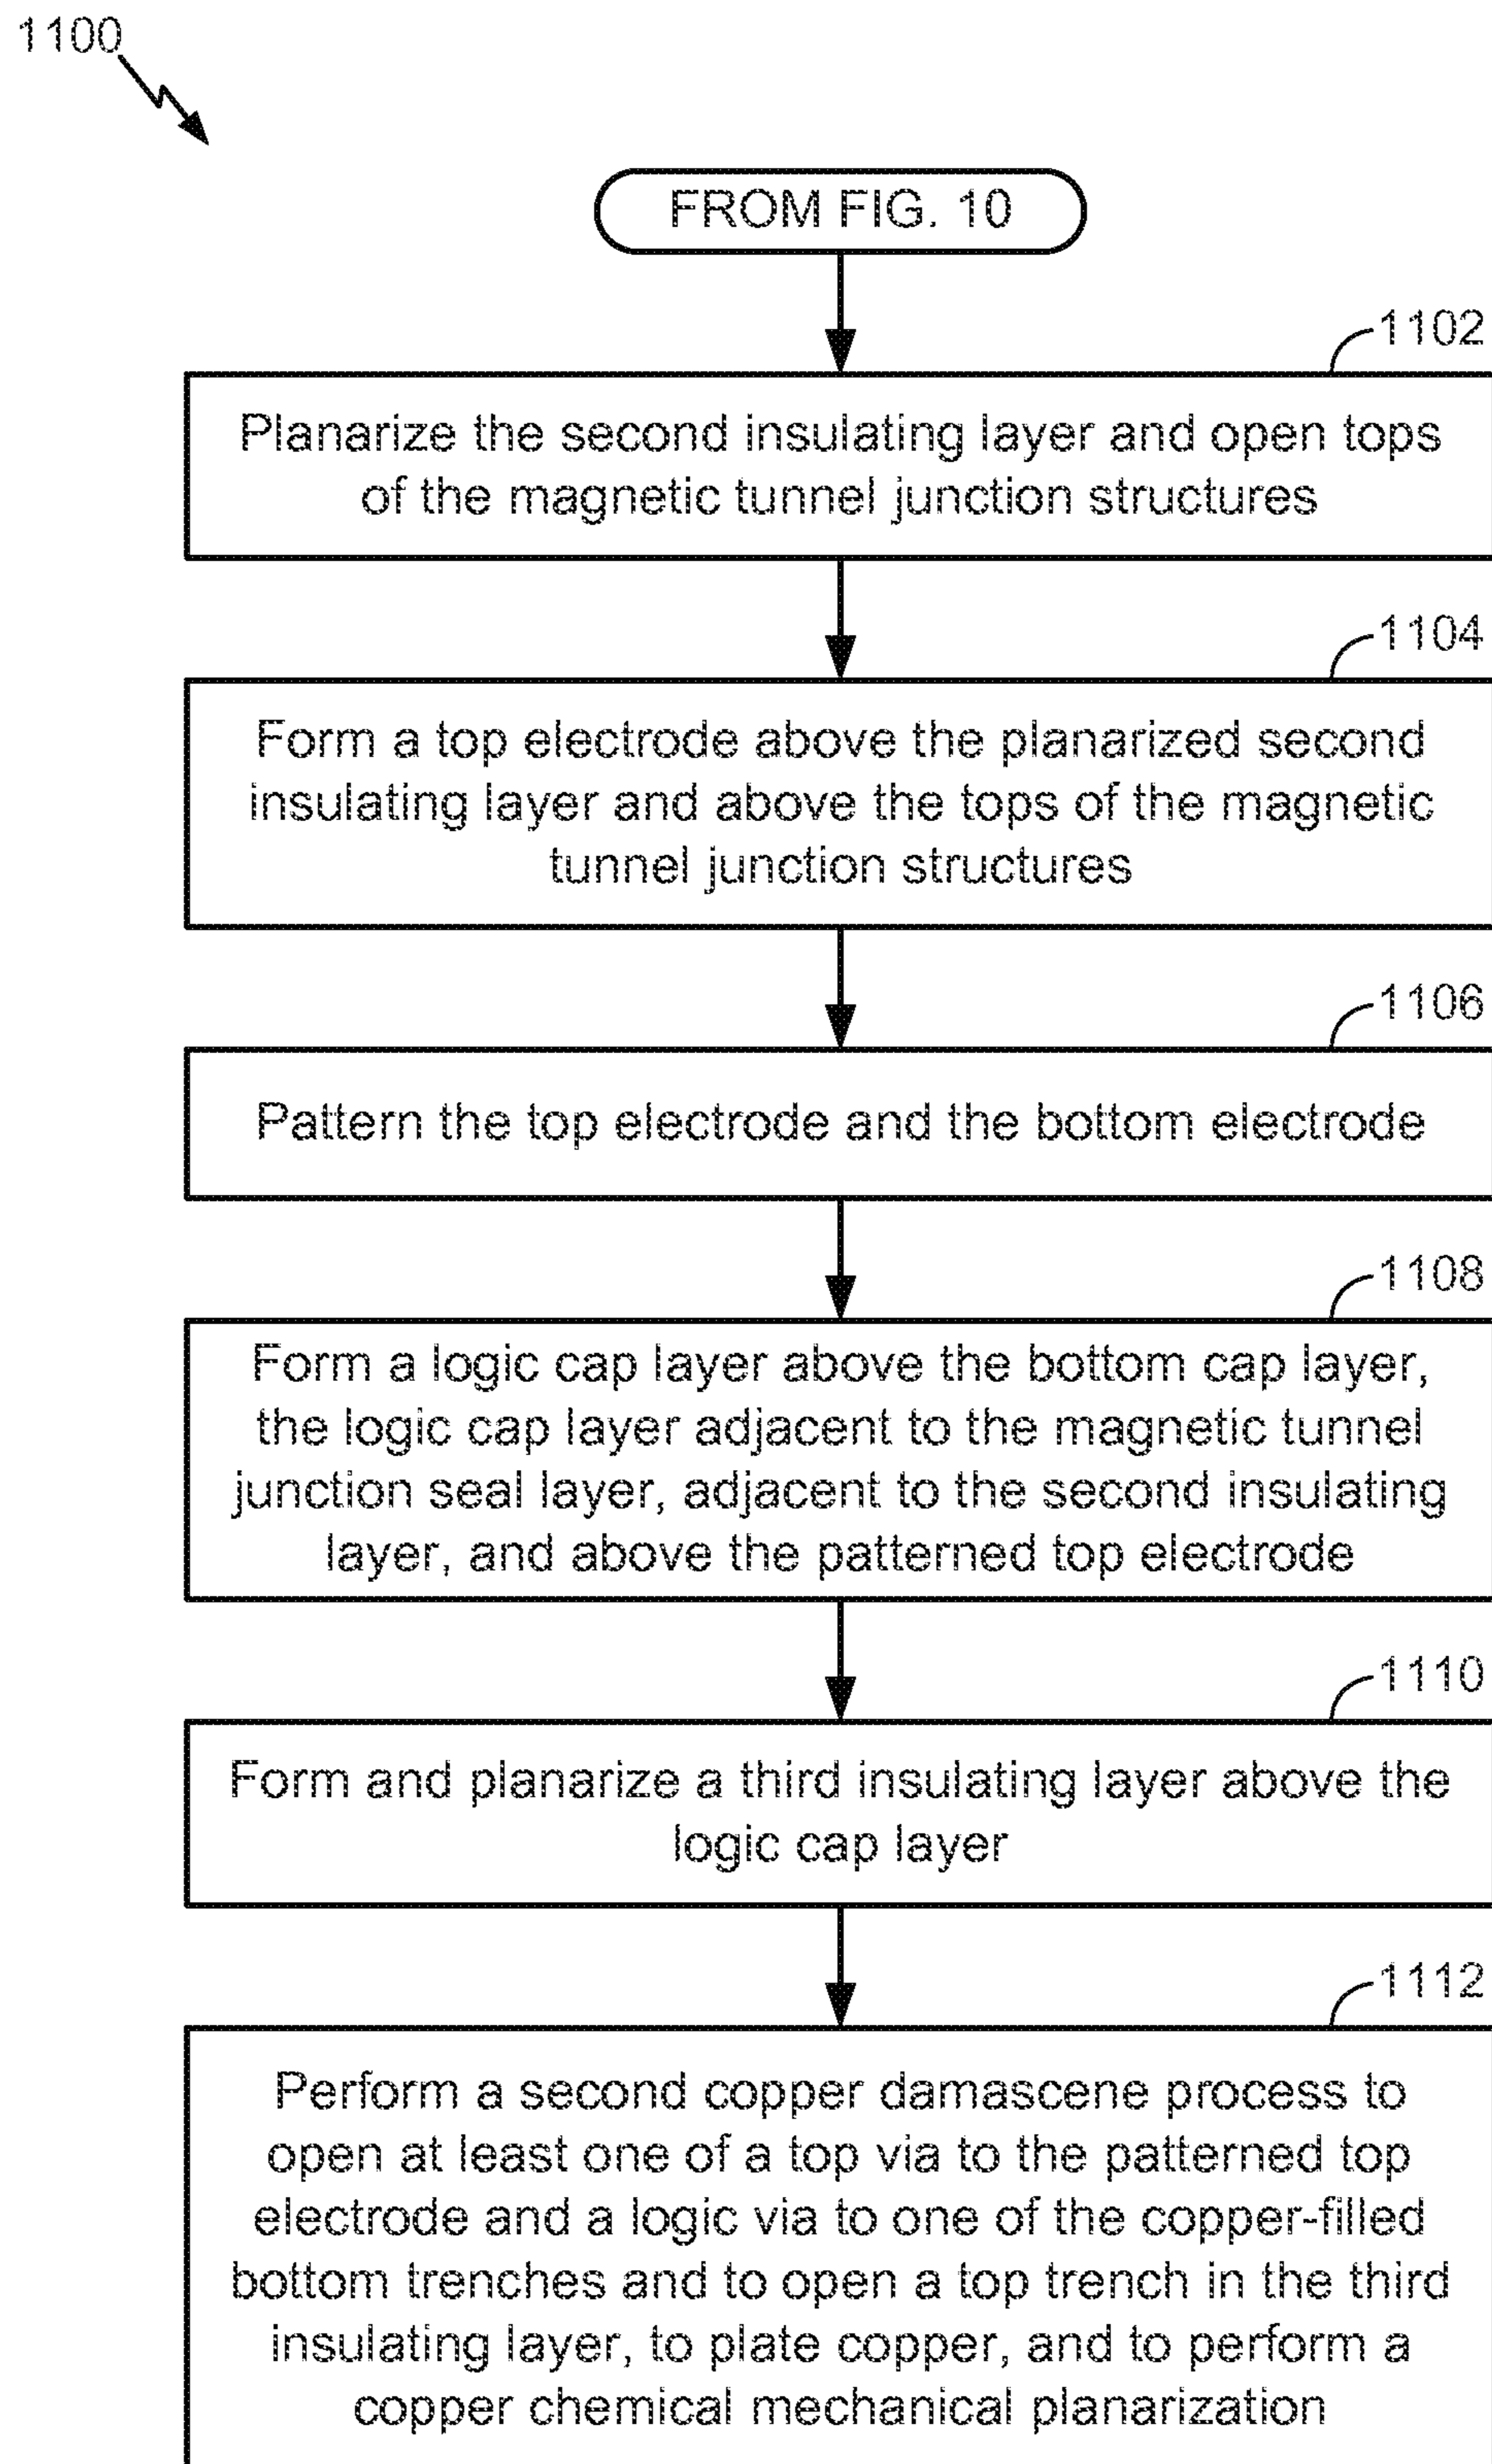 1100
FROM FIG. 10
1102
Planarize the second insulating layer and open tops
of the magnetic tunnel junction structures
1104
Form a top electrode above the planarized second
insulating layer and above the tops of the magnetic
tunnel junction structures
1106
Pattern the top electrode and the bottom electrode
1108
Form a logic cap layer above the bottom cap layer,
the logic cap layer adjacent to the magnetic tunnel
junction seal layer, adjacent to the second insulating
layer, and above the patterned top electrode
1110
Form and planarize a third insulating layer above the
logic cap layer
1112
Perform a second copper damascene process to
open at least one of a top via to the patterned top
electrode and a logic via to one of the copper-filled
bottom trenches and to open a top trench in the third
insulating layer, to plate copper, and to perform a
copper chemical mechanical planarization